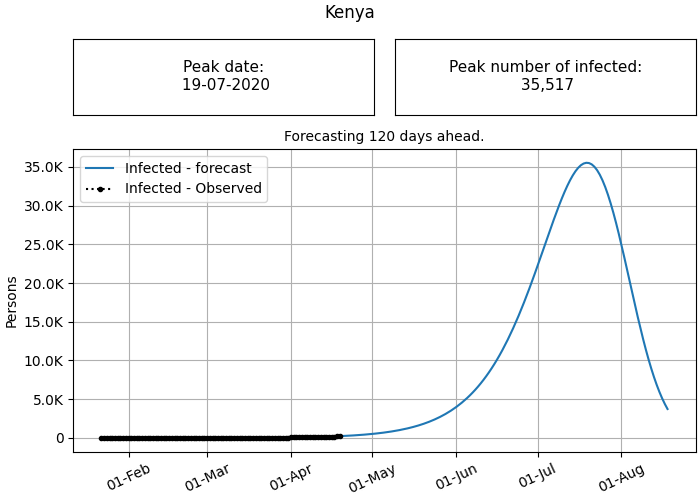 Kenya
Peak date:
19-07-2020
Peak number of infected:
35,517
Forecasting 120 days ahead.
Infected - forecast
Infected - Observed
Persons
35.0K
30.0K
25.0K
20.0K
15.0K
10.0K
5.0K
0
01-Feb
01-Mar
01-Apr
01-May
01-Jun
01-Jul
01-Aug